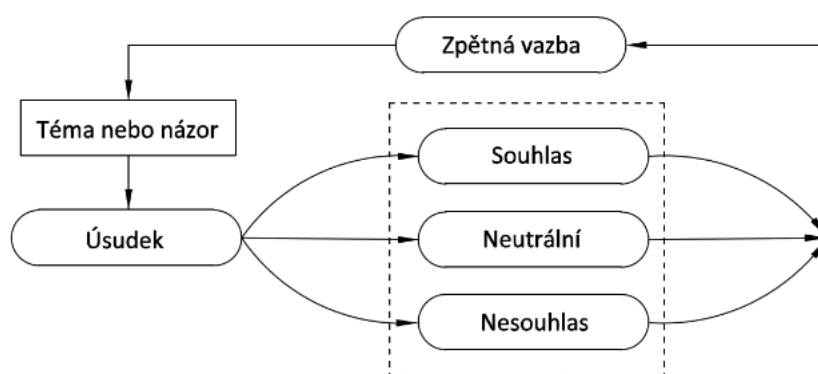 Zpětná vazba
Téma nebo názor
Souhlas
Úsudek
Neutrální
Nesouhlas